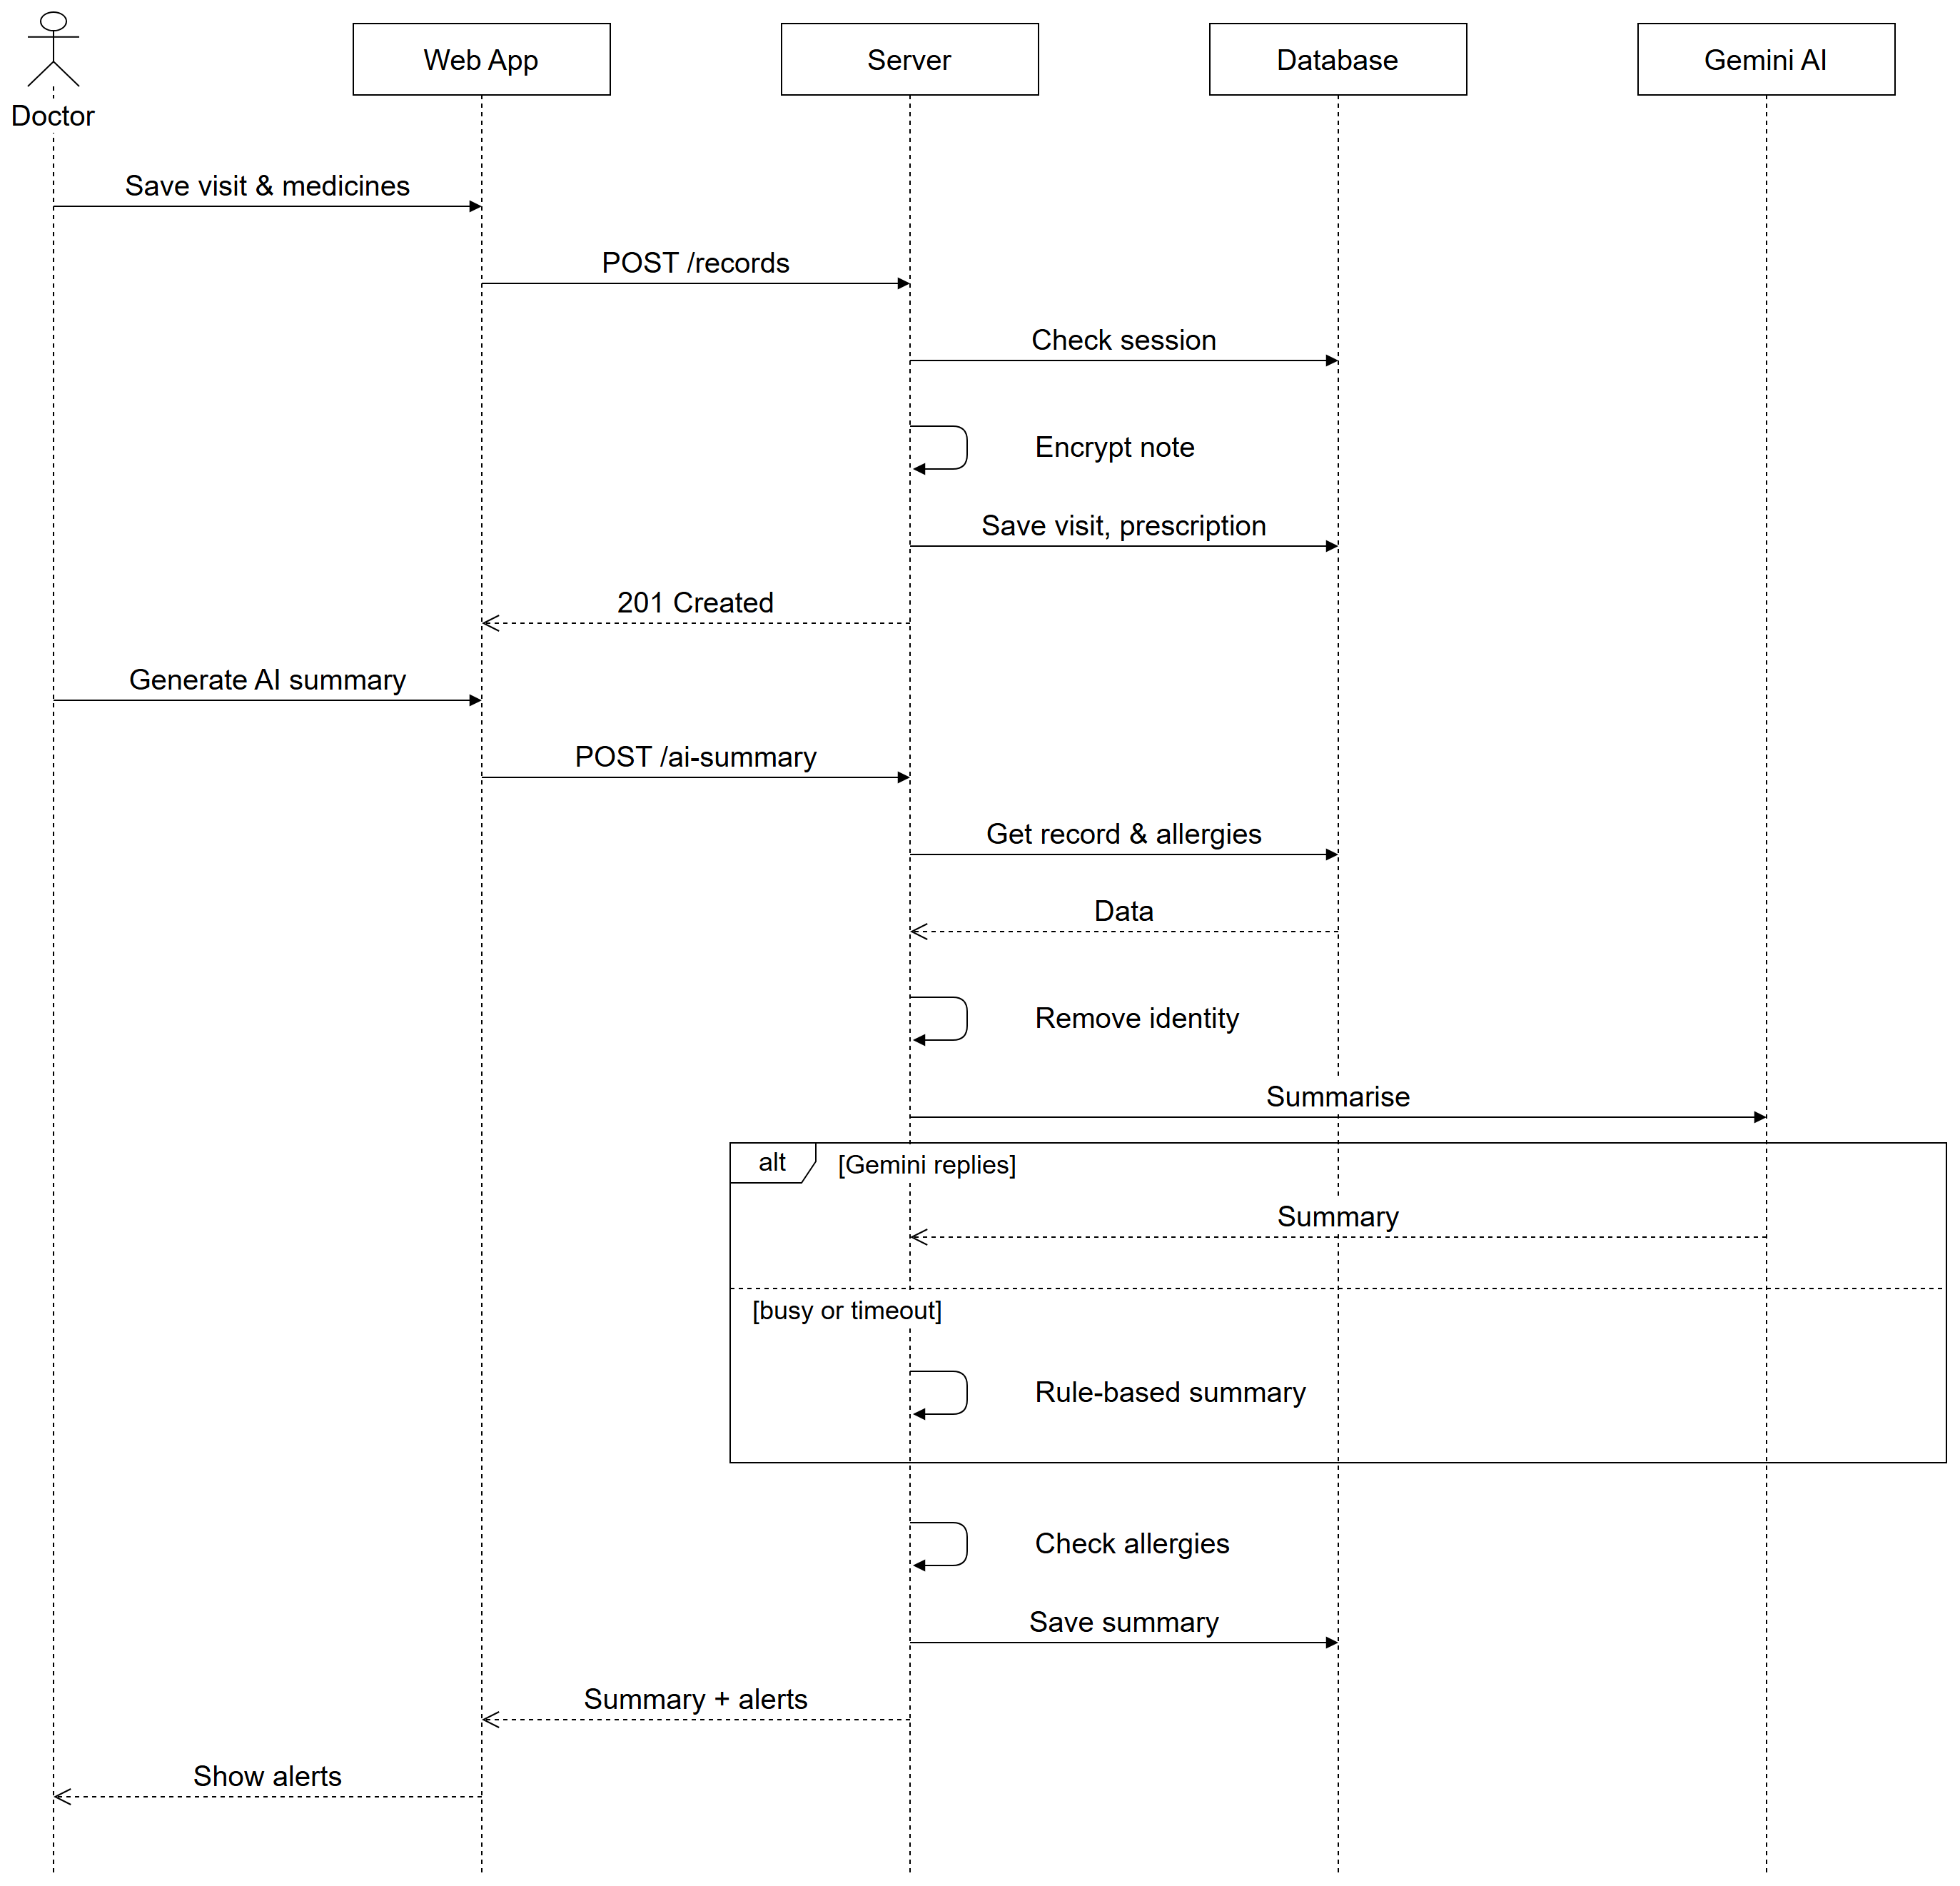 Doctor
Web App
Server
Database
Gemini AI
Save visit & medicines
POST /records
Check session
Encrypt note
Save visit, prescription
201 Created
Generate AI summary
POST /ai-summary
Get record & allergies
Data
Remove identity
Summarise
alt
[Gemini replies]
Summary
[busy or timeout]
Rule-based summary
Check allergies
Save summary
Summary + alerts
Show alerts